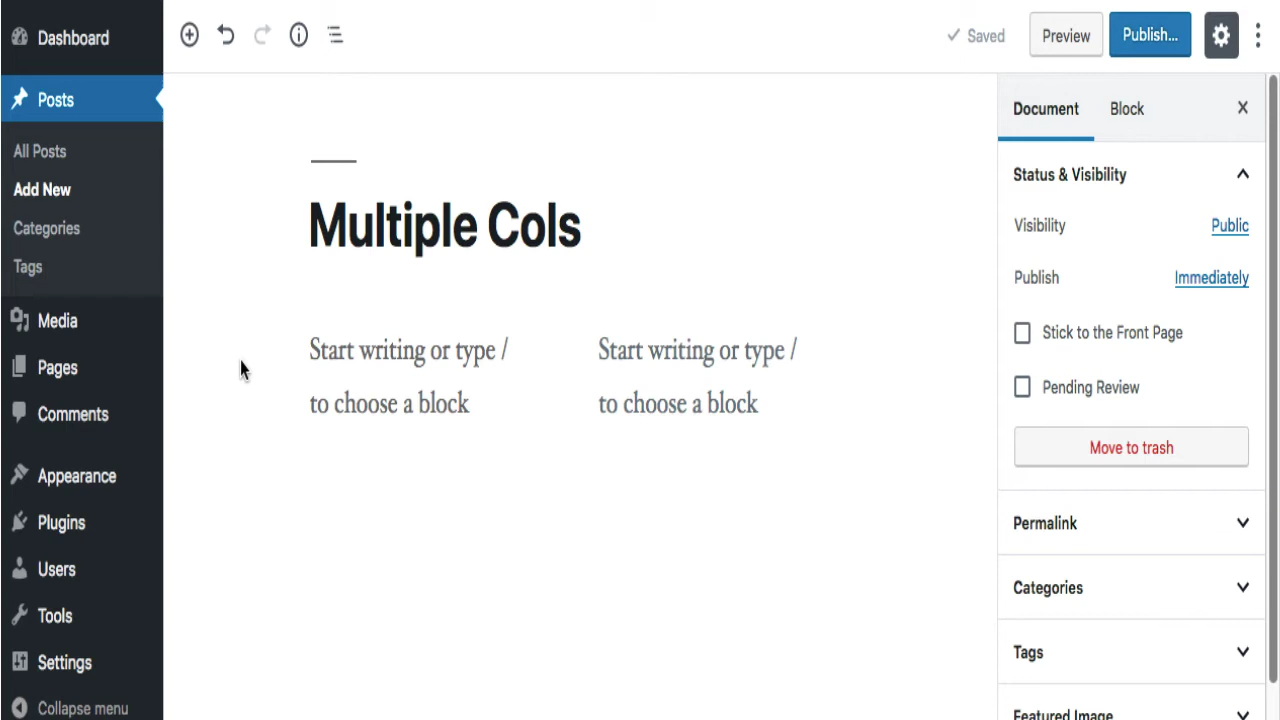 Dashboard
Posts
All Posts
Add New
Categories
Tags
Media
Pages
Comments
Appearance
Plugins
Users
Tools
Settings
Collapse menu
Saved
Preview
Publish...
Multiple Cols
Start writing or type /
to choose a block
Start writing or type /
to choose a block
Document Block
Status & Visibility
Visibility Public
Publish Immediately
Stick to the Front Page
Pending Review
Move to trash
Permalink
Categories
Tags
Featured Image